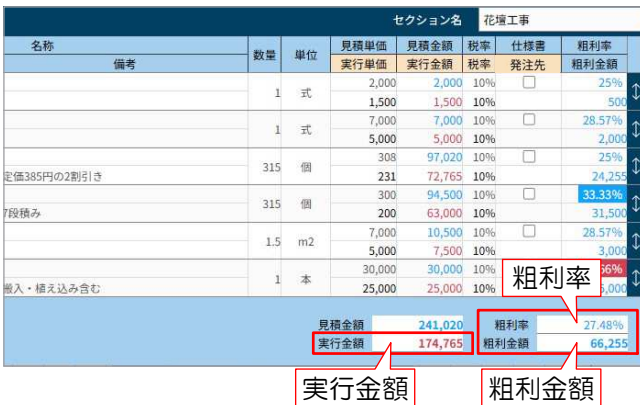 セクション名 花壇工事
名称 数量 単位 見積単価 見積金額 税率 仕様書 粗利率
備考 実行単価 実行金額 税率 発注先 粗利金額
1 式 2,000 2,000 10% 25%
1,500 1,500 10% 500
1 式 7,000 7,000 10% 28.57%
5,000 5,000 10% 2,000
315 個 308 97,020 10% 25%
定価385円の2割引き 231 72,765 10% 24,255
315 個 300 94,500 10% 33.33%
7段積み 200 63,000 10% 31,500
1.5 m2 7,000 10,500 10% 28.57%
5,000 7,500 10% 3,000
1 本 30,000 30,000 10%
搬入・植え込み含む 25,000 25,000 10%
粗利率
見積金額 241,020 粗利率 27.48%
実行金額 174,765 粗利金額 66,255
実行金額 粗利金額